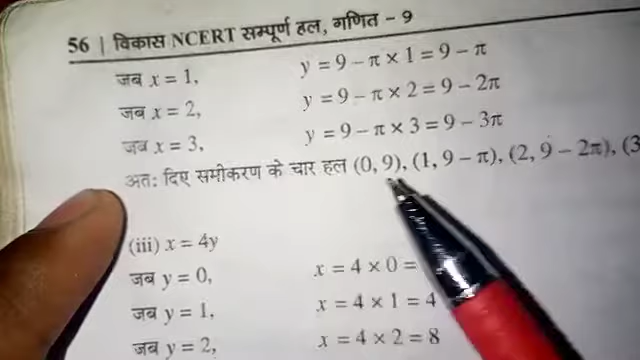 56 | विकास NCERT सम्पूर्ण हल, गणित - 9
जब x = 1, y = 9 − π × 1 = 9 − π
जब x = 2, y = 9 − π × 2 = 9 − 2π
जब x = 3, y = 9 − π × 3 = 9 − 3π
अतः दिए समीकरण के चार हल (0, 9), (1, 9 − π), (2, 9 − 2π), (3
(iii) x = 4y
जब y = 0, x = 4 × 0 =
जब y = 1, x = 4 × 1 = 4
जब y = 2, x = 4 × 2 = 8